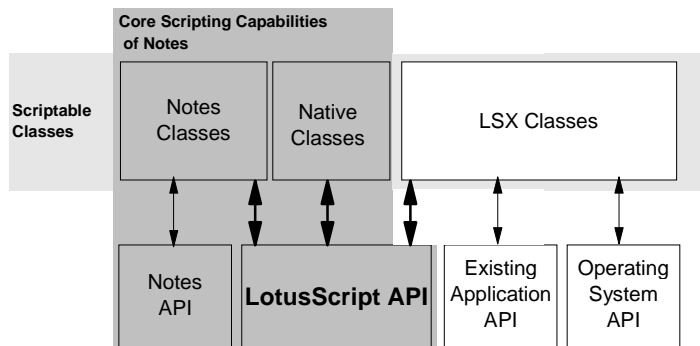 Core Scripting Capabilities
of Notes
Scriptable
Classes
Notes
Classes
Native
Classes
LSX Classes
Notes
API
LotusScript API
Existing
Application
API
Operating
System
API